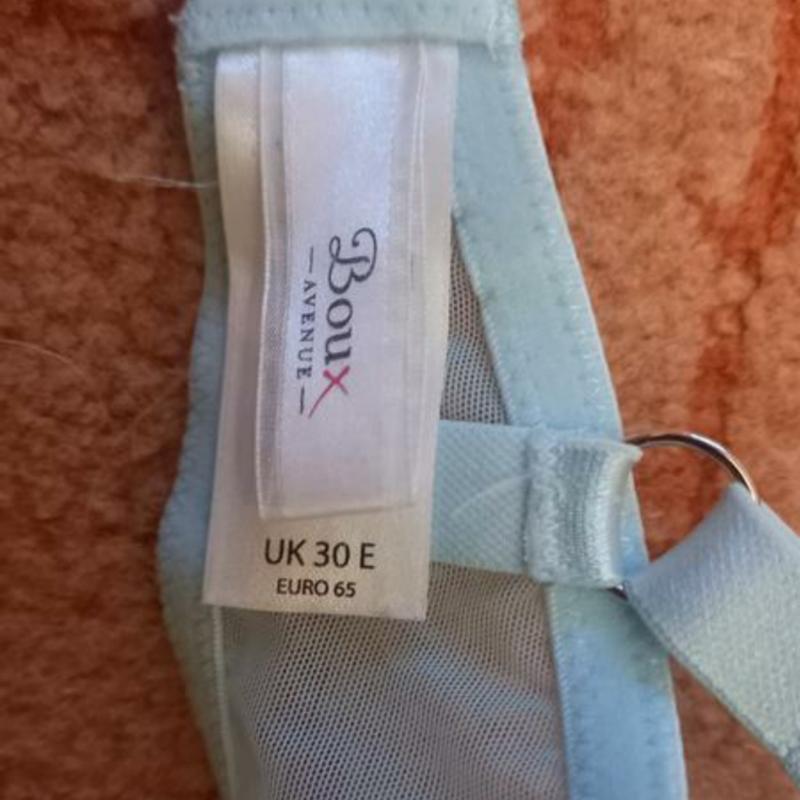 Boux
— AVENUE —
UK 30 E
EURO 65